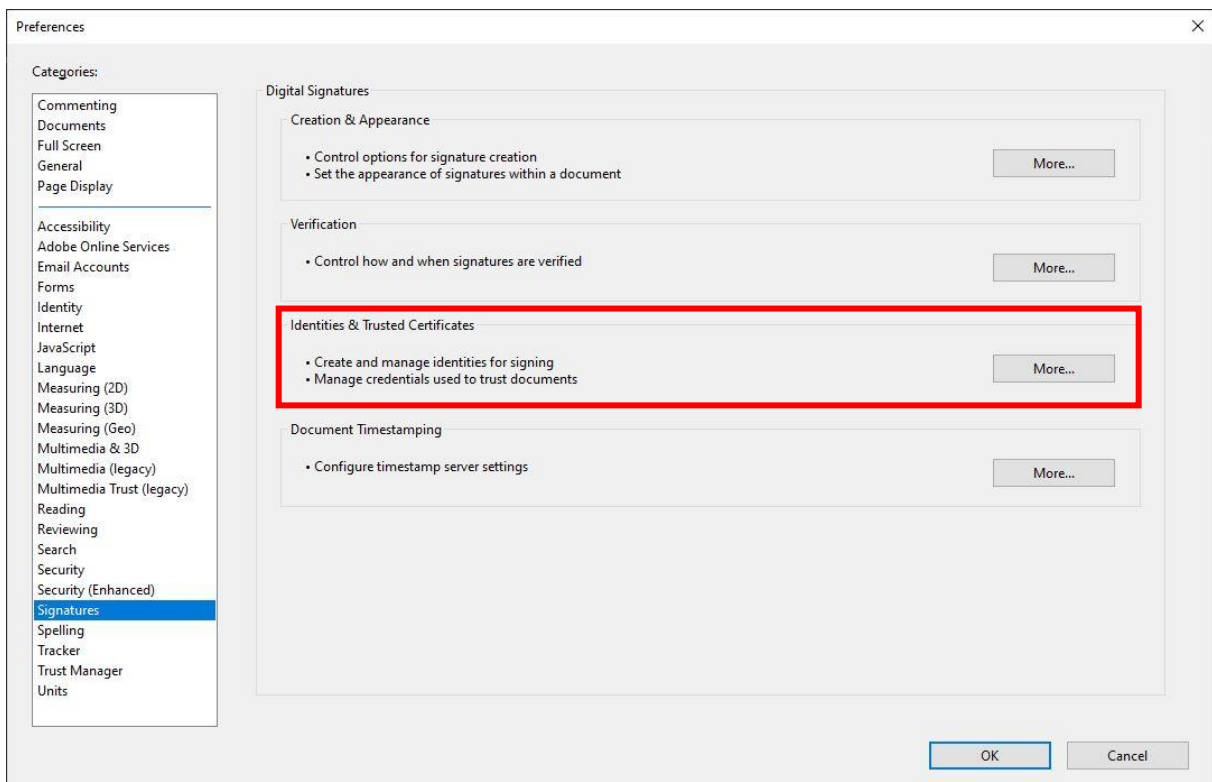 Preferences
Categories:
Commenting
Documents
Full Screen
General
Page Display
Accessibility
Adobe Online Services
Email Accounts
Forms
Identity
Internet
JavaScript
Language
Measuring (2D)
Measuring (3D)
Measuring (Geo)
Multimedia & 3D
Multimedia (legacy)
Multimedia Trust (legacy)
Reading
Reviewing
Search
Security
Security (Enhanced)
Signatures
Spelling
Tracker
Trust Manager
Units
Digital Signatures
Creation & Appearance
• Control options for signature creation
• Set the appearance of signatures within a document
More...
Verification
• Control how and when signatures are verified
More...
Identities & Trusted Certificates
• Create and manage identities for signing
• Manage credentials used to trust documents
More...
Document Timestamping
• Configure timestamp server settings
More...
OK
Cancel